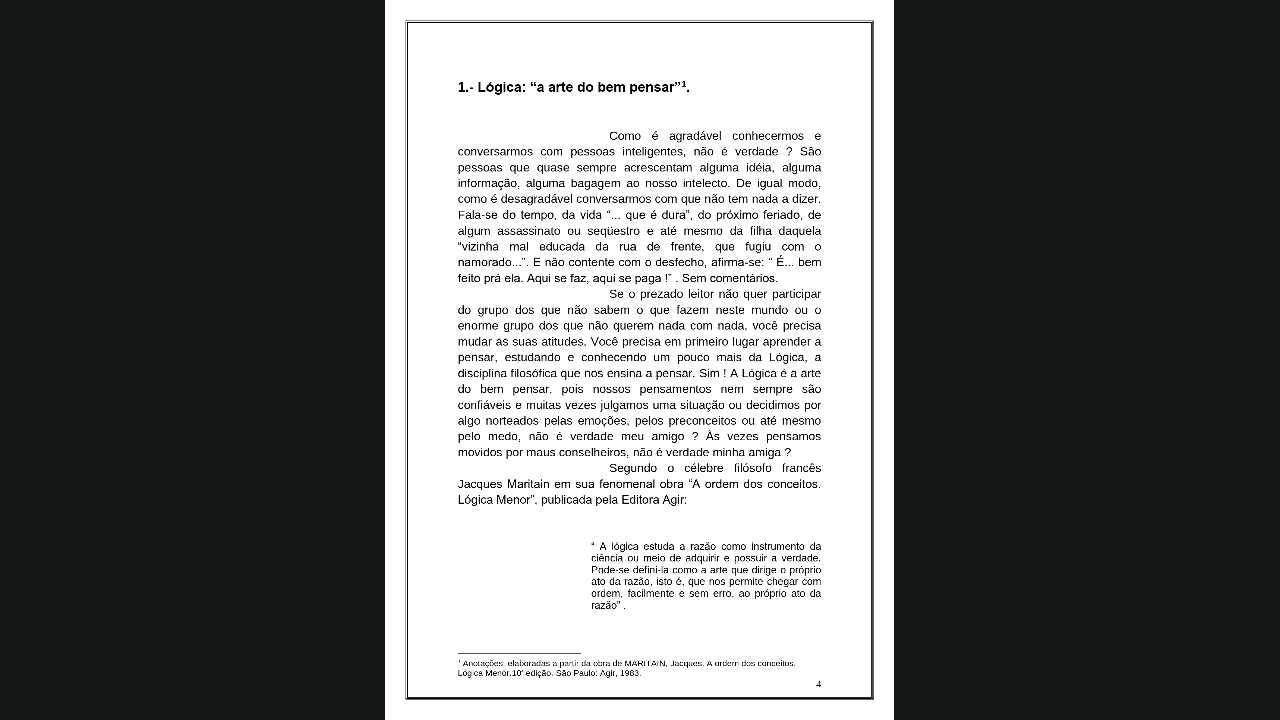 1.- Lógica: “a arte do bem pensar”¹.
Como é agradável conhecermos e
conversarmos com pessoas inteligentes, não é verdade ? São
pessoas que quase sempre acrescentam alguma idéia, alguma
informação, alguma bagagem ao nosso intelecto. De igual modo,
como é desagradável conversarmos com que não tem nada a dizer.
Fala-se do tempo, da vida “... que é dura”, do próximo feriado, de
algum assassinato ou seqüestro e até mesmo da filha daquela
“vizinha mal educada da rua de frente, que fugiu com o
namorado...”. E não contente com o desfecho, afirma-se: “ É... bem
feito prá ela. Aqui se faz, aqui se paga !” . Sem comentários.
Se o prezado leitor não quer participar
do grupo dos que não sabem o que fazem neste mundo ou o
enorme grupo dos que não querem nada com nada, você precisa
mudar as suas atitudes. Você precisa em primeiro lugar aprender a
pensar, estudando e conhecendo um pouco mais da Lógica, a
disciplina filosófica que nos ensina a pensar. Sim ! A Lógica é a arte
do bem pensar, pois nossos pensamentos nem sempre são
confiáveis e muitas vezes julgamos uma situação ou decidimos por
algo norteados pelas emoções, pelos preconceitos ou até mesmo
pelo medo, não é verdade meu amigo ? Às vezes pensamos
movidos por maus conselheiros, não é verdade minha amiga ?
Segundo o célebre filósofo francês
Jacques Maritain em sua fenomenal obra “A ordem dos conceitos.
Lógica Menor”, publicada pela Editora Agir:
“ A lógica estuda a razão como instrumento da
ciência ou meio de adquirir e possuir a verdade.
Pode-se defini-la como a arte que dirige o próprio
ato da razão, isto é, que nos permite chegar com
ordem, facilmente e sem erro, ao próprio ato da
razão” .
¹ Anotações elaboradas a partir da obra de MARITAIN, Jacques. A ordem dos conceitos.
Lógica Menor.10ª edição. São Paulo: Agir, 1983.
4